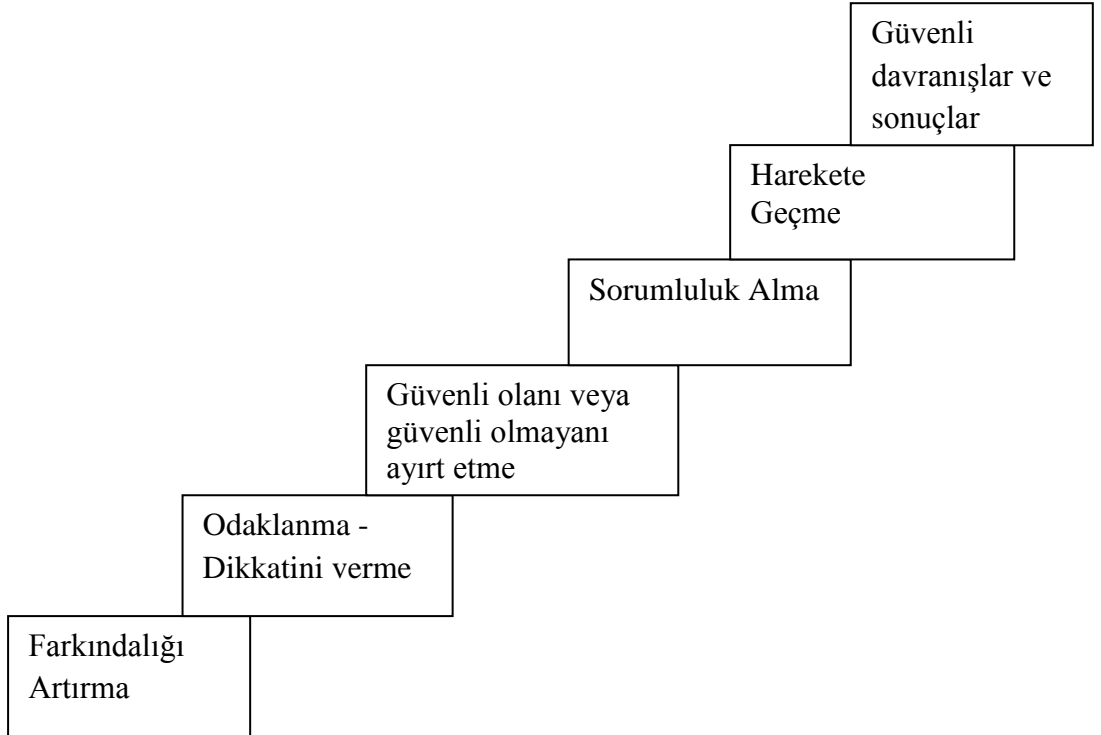 Güvenli
davranışlar ve
sonuçlar
Harekete
Geçme
Sorumluluk Alma
Güvenli olanı veya
güvenli olmayanı
ayırt etme
Odaklanma -
Dikkatini verme
Farkındalığı
Artırma